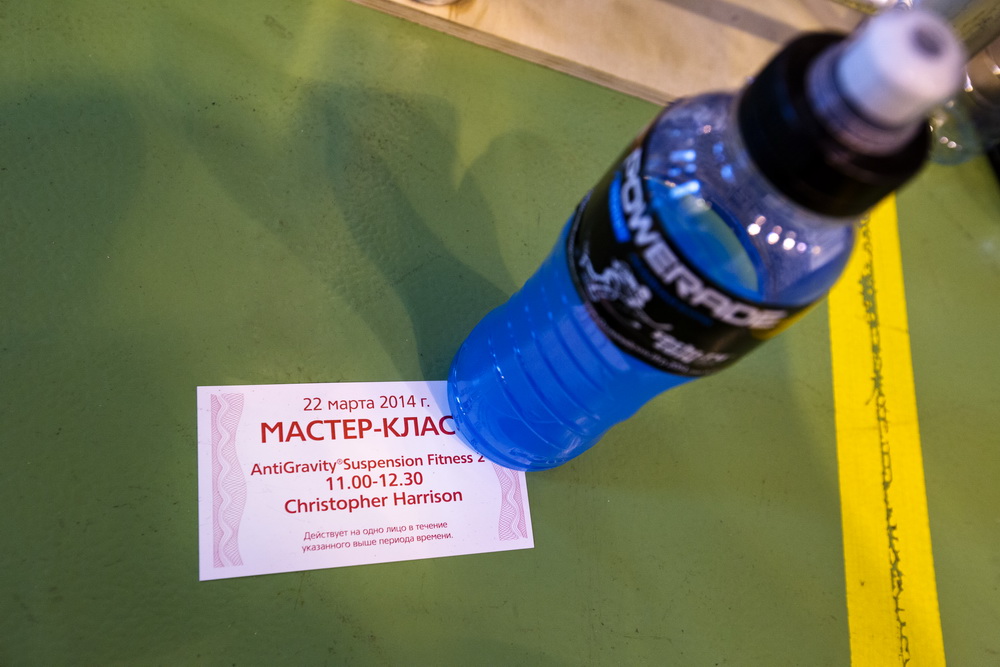 22 марта 2014 г.
МАСТЕР-КЛАС
AntiGravity®Suspension Fitness 2
11.00-12.30
Christopher Harrison
Действует на одно лицо в течение
указанного выше периода времени.
POWERADE